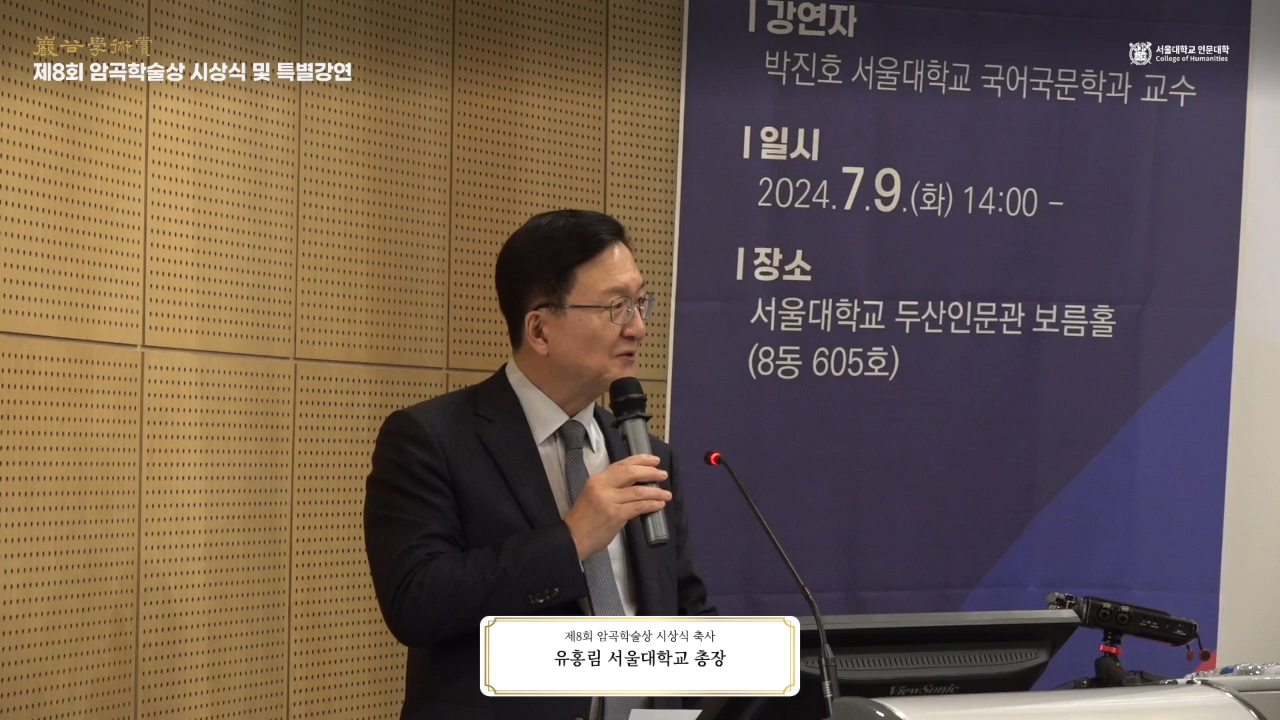 巖谷學術賞
제8회 암곡학술상 시상식 및 특별강연
서울대학교 인문대학
College of Humanities
강연자
박진호 서울대학교 국어국문학과 교수
일시
2024.7.9.(화) 14:00 –
장소
서울대학교 두산인문관 보름홀
(8동 605호)
ViewSonic
제8회 암곡학술상 시상식 축사
유홍림 서울대학교 총장